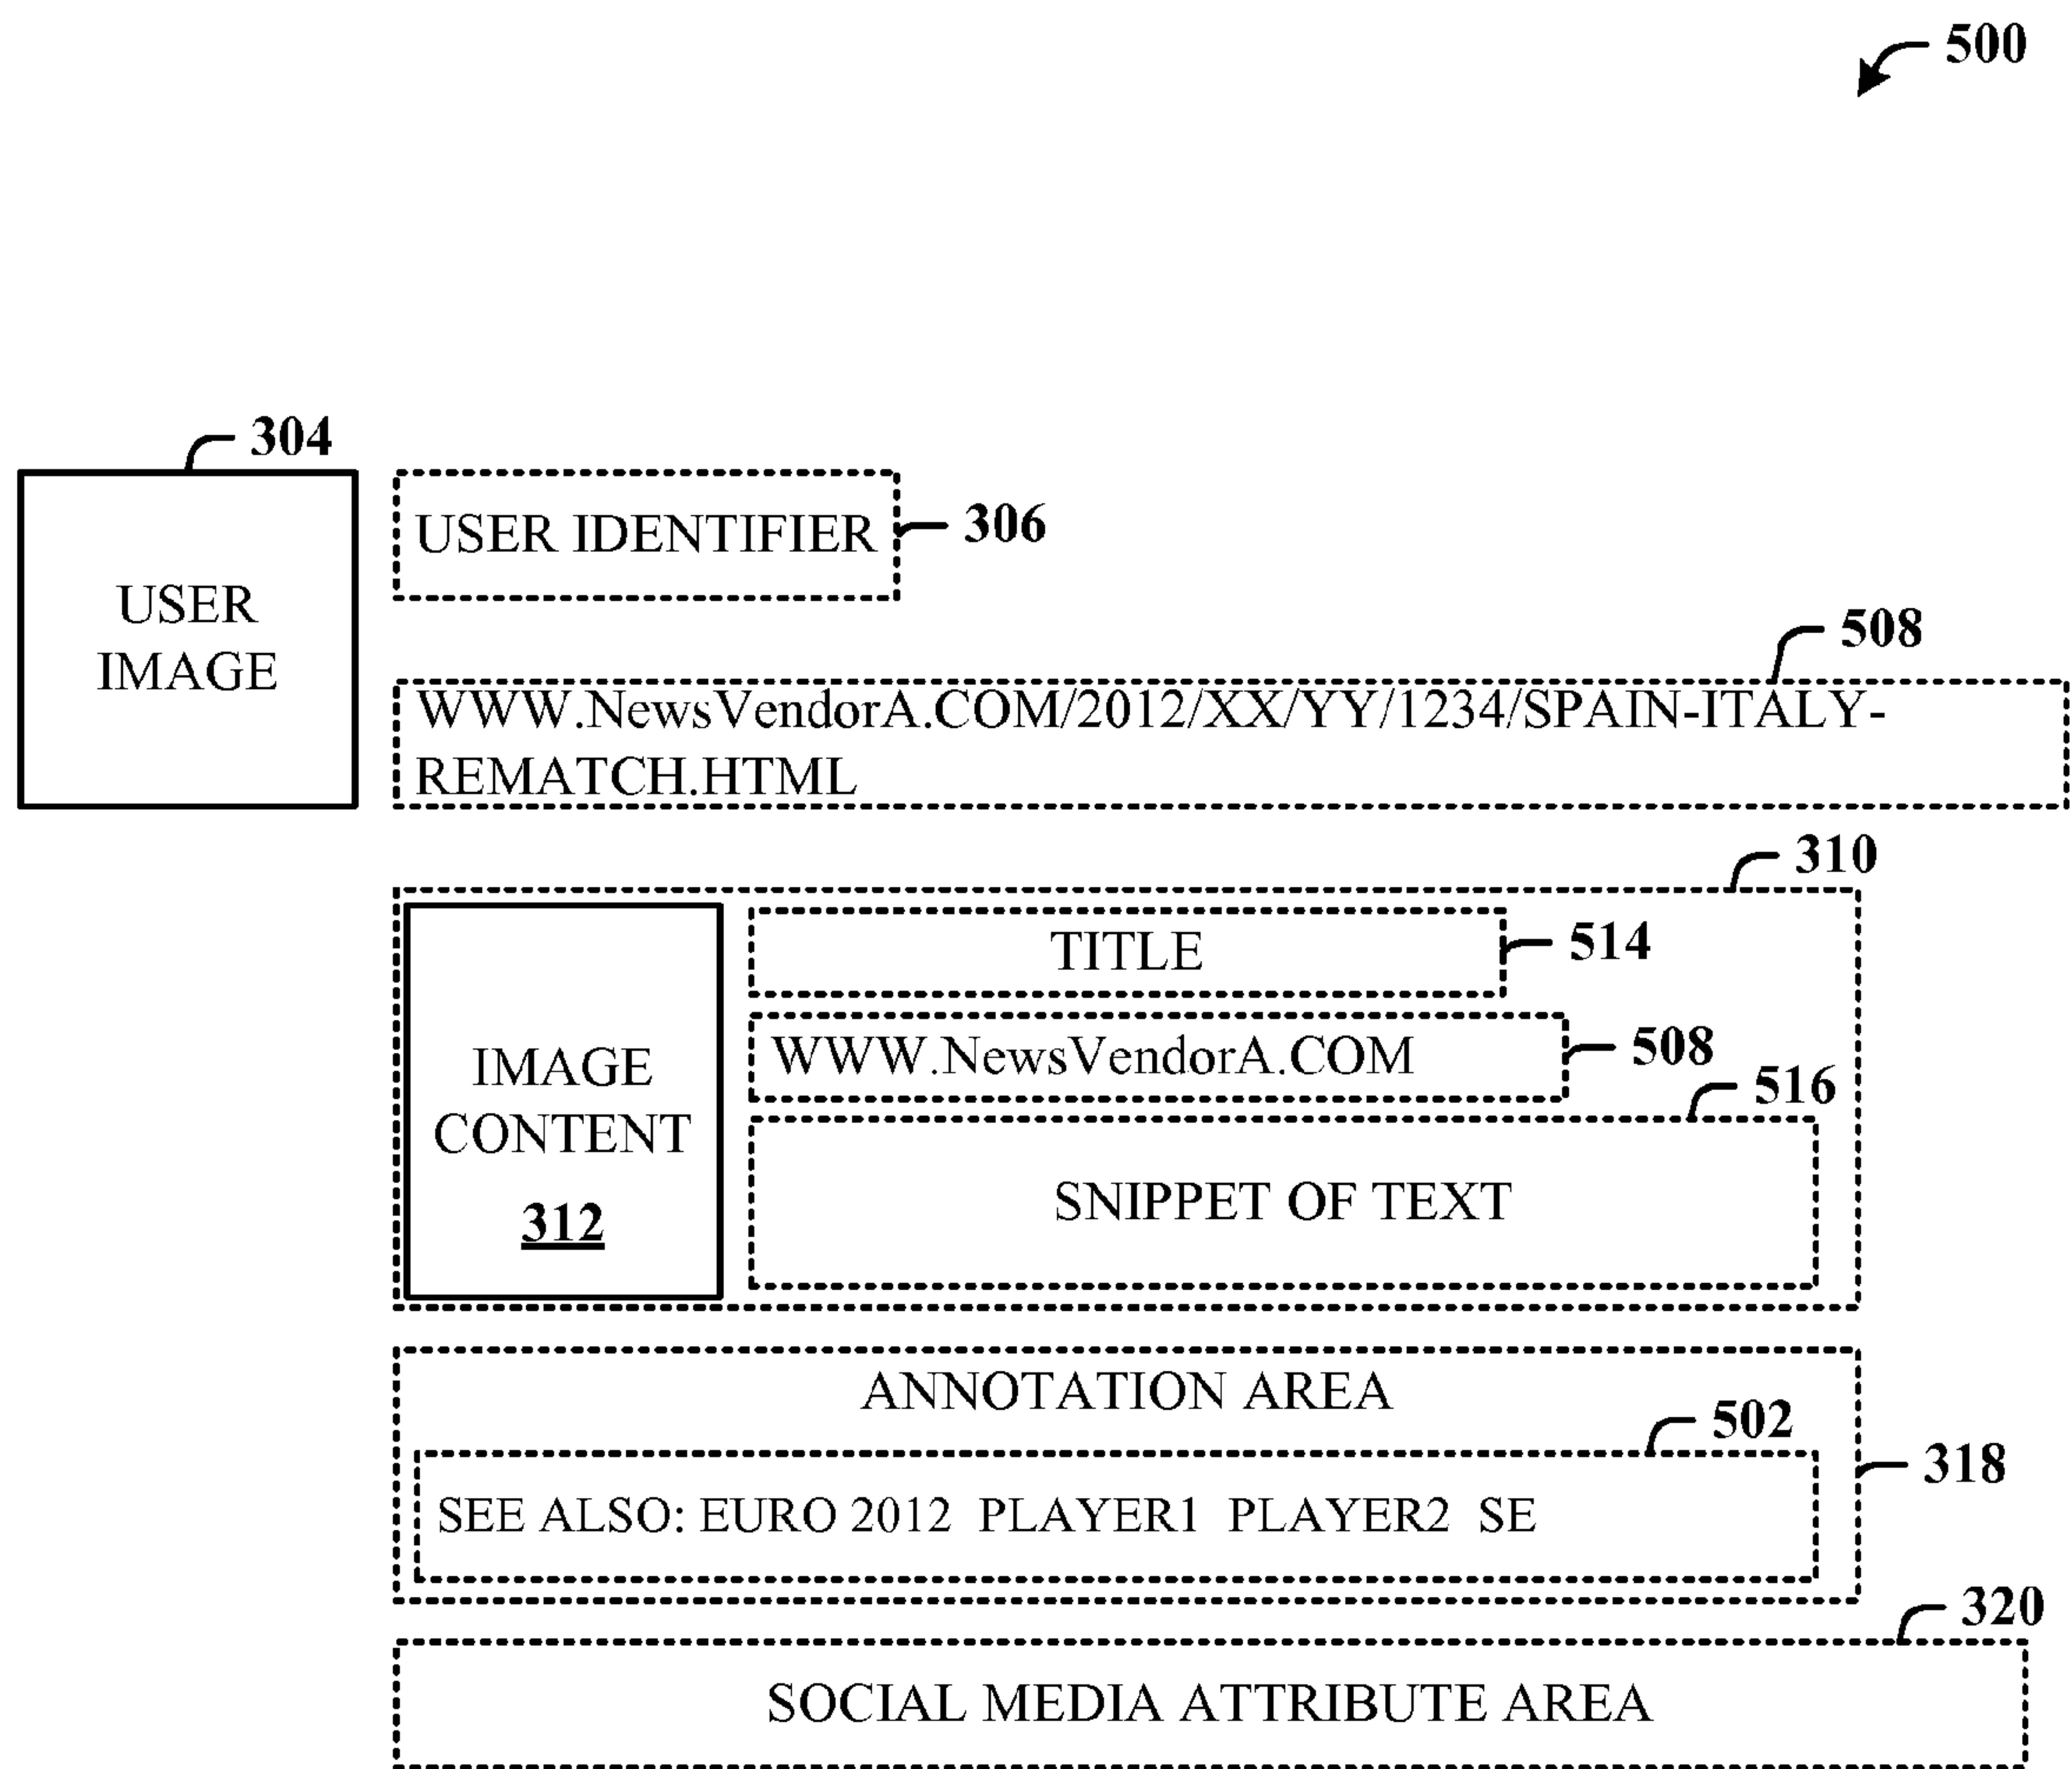 500
304
USER IMAGE
USER IDENTIFIER
306
508
WWW.NewsVendorA.COM/2012/XX/YY/1234/SPAIN-ITALY-
REMATCH.HTML
310
TITLE
514
WWW.NewsVendorA.COM
508
516
IMAGE
CONTENT
312
SNIPPET OF TEXT
ANNOTATION AREA
502
SEE ALSO: EURO 2012 PLAYER1 PLAYER2 SE
318
320
SOCIAL MEDIA ATTRIBUTE AREA